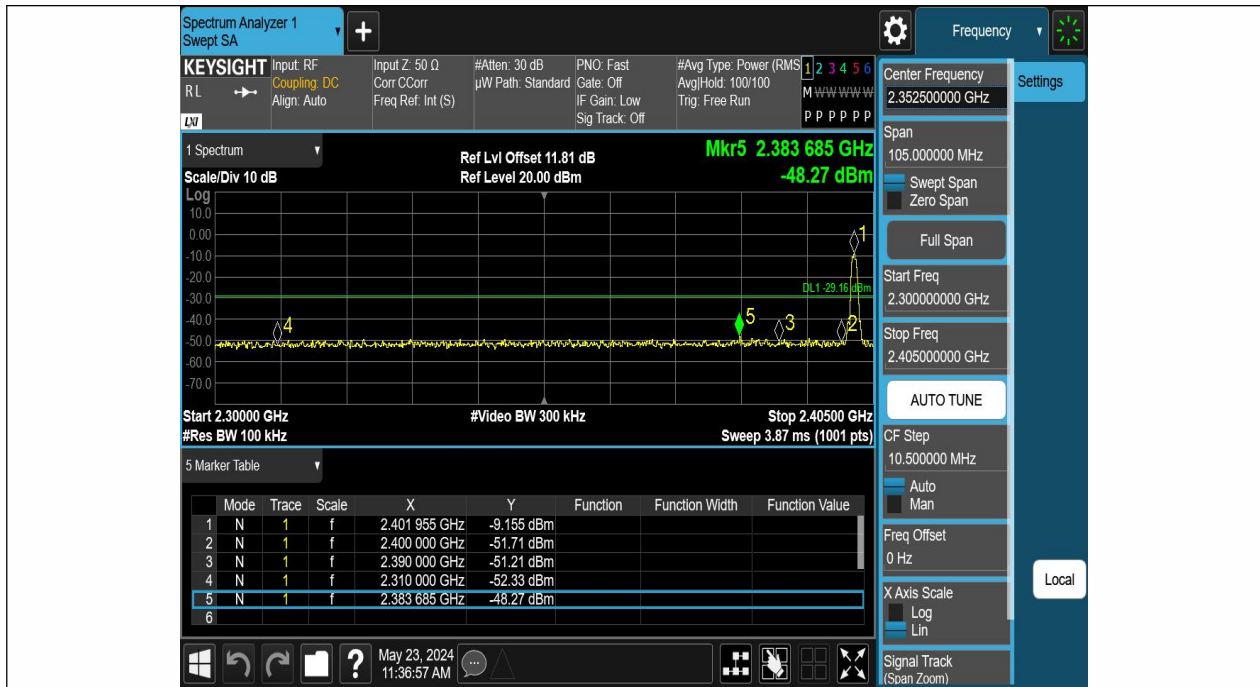 Spectrum Analyzer 1
Swept SA
+
Frequency
KEYSIGHT
RL
LXI
Input: RF
Coupling: DC
Align: Auto
Input Z: 50 Ω
Corr CCorr
Freq Ref: Int (S)
#Atten: 30 dB
µW Path: Standard
PNO: Fast
Gate: Off
IF Gain: Low
Sig Track: Off
#Avg Type: Power (RMS
Avg|Hold: 100/100
Trig: Free Run
1 2 3 4 5 6
M W W W W W
P P P P P P
Center Frequency
2.352500000 GHz
Settings
Span
105.000000 MHz
Swept Span
Zero Span
Full Span
Start Freq
2.300000000 GHz
Stop Freq
2.405000000 GHz
AUTO TUNE
CF Step
10.500000 MHz
Auto
Man
Freq Offset
0 Hz
X Axis Scale
Log
Lin
Signal Track
(Span Zoom)
Local
1 Spectrum
Scale/Div 10 dB
Ref Lvl Offset 11.81 dB
Ref Level 20.00 dBm
Mkr5 2.383 685 GHz
-48.27 dBm
Log
10.0
0.00
-10.0
-20.0
-30.0
-40.0
-50.0
-60.0
-70.0
1
DL1 -29.16 dBm
4
5
3
2
Start 2.30000 GHz
#Video BW 300 kHz
Stop 2.40500 GHz
#Res BW 100 kHz
Sweep 3.87 ms (1001 pts)
5 Marker Table
Mode Trace Scale X Y Function Function Width Function Value
1 N 1 f 2.401 955 GHz -9.155 dBm
2 N 1 f 2.400 000 GHz -51.71 dBm
3 N 1 f 2.390 000 GHz -51.21 dBm
4 N 1 f 2.310 000 GHz -52.33 dBm
5 N 1 f 2.383 685 GHz -48.27 dBm
6
?
May 23, 2024
11:36:57 AM